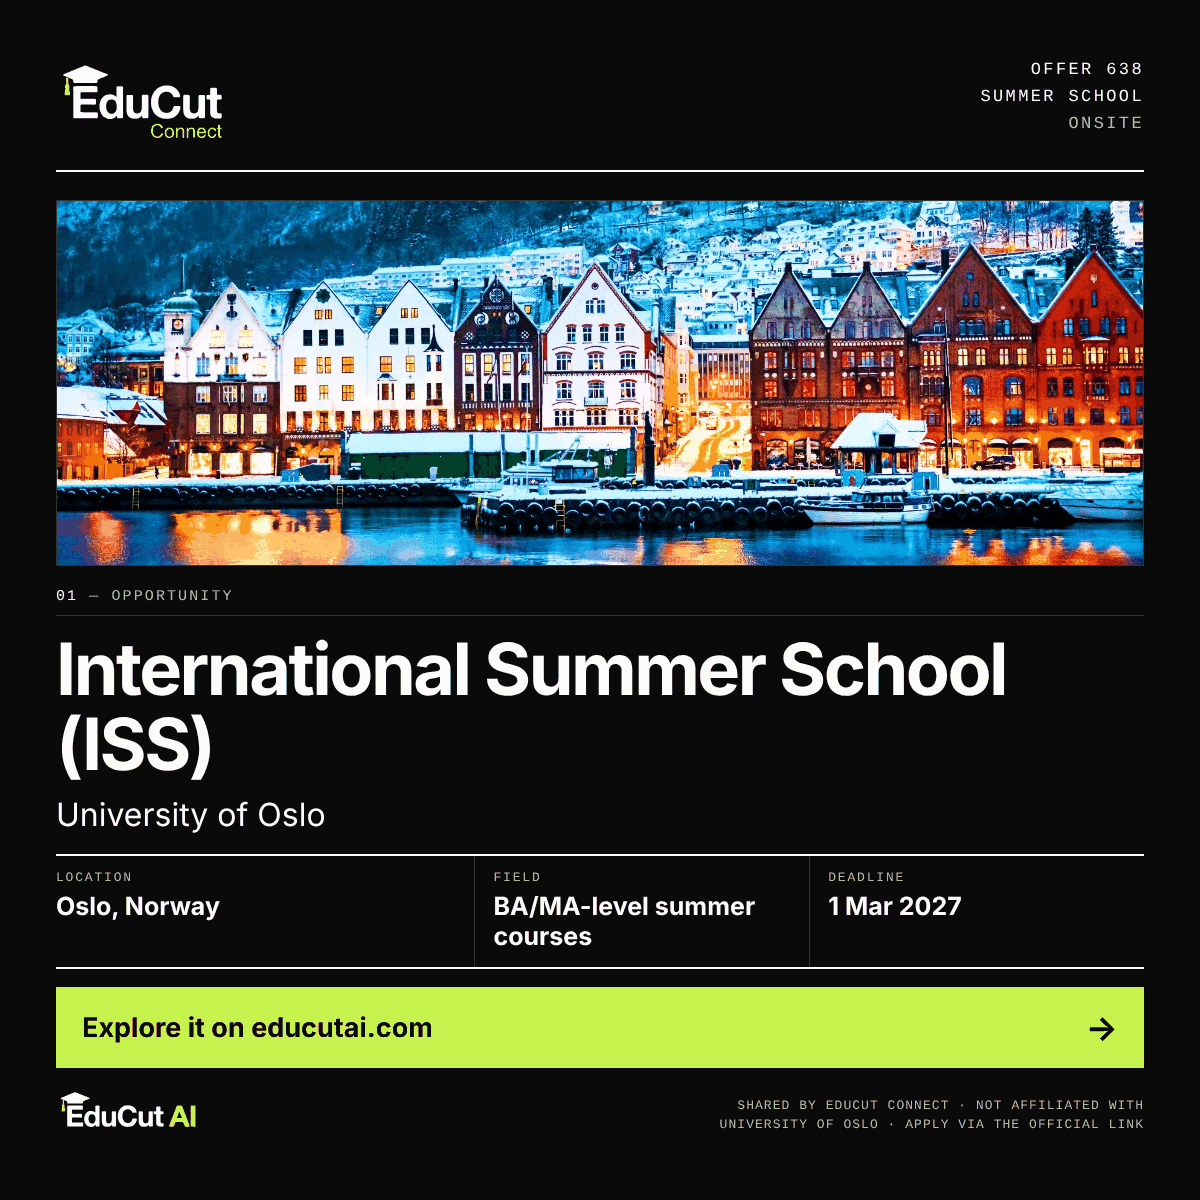 EduCut
Connect
OFFER 638
SUMMER SCHOOL
ONSITE
01 — OPPORTUNITY
International Summer School
(ISS)
University of Oslo
LOCATION
Oslo, Norway
FIELD
BA/MA-level summer
courses
DEADLINE
1 Mar 2027
Explore it on educutai.com →
EduCut AI
SHARED BY EDUCUT CONNECT · NOT AFFILIATED WITH
UNIVERSITY OF OSLO · APPLY VIA THE OFFICIAL LINK